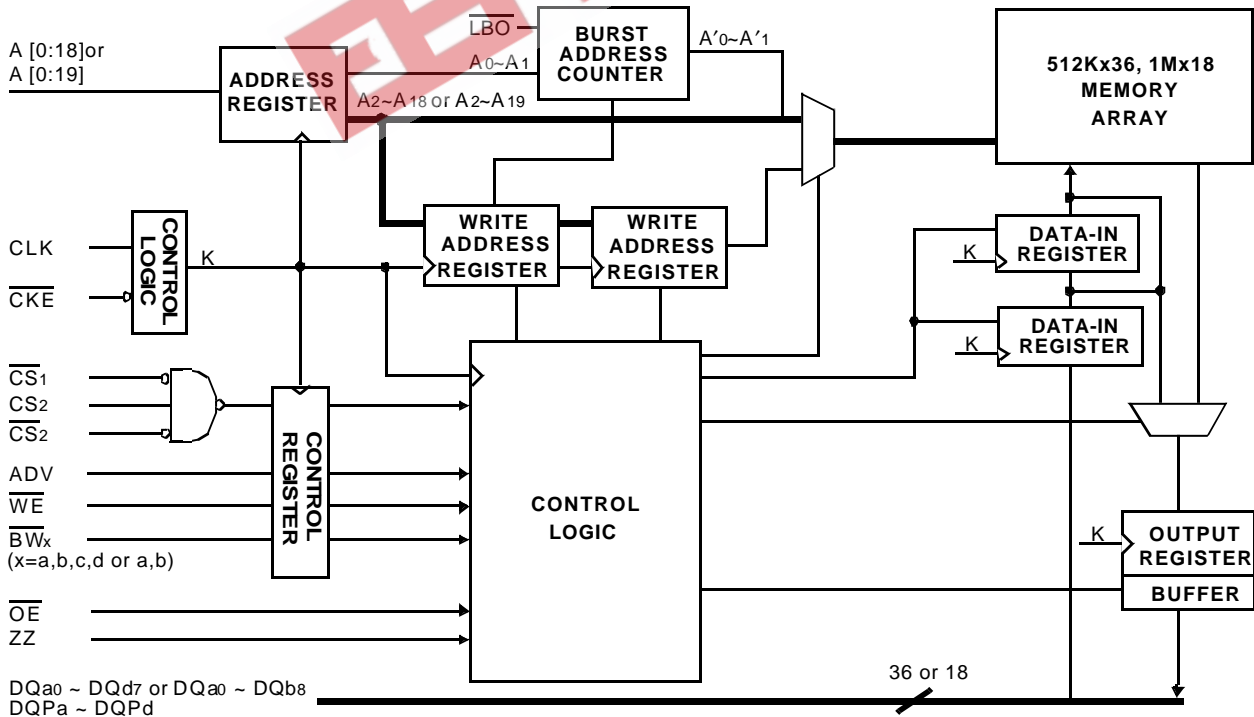 A [0:18]or
A [0:19]
ADDRESS
REGISTER
LBO
A0~A1
BURST
ADDRESS
COUNTER
A′0~A′1
A2~A18 or A2~A19
512Kx36, 1Mx18
MEMORY
ARRAY
CLK
CKE
CONTROL
LOGIC
K
WRITE
ADDRESS
REGISTER
WRITE
ADDRESS
REGISTER
K
DATA-IN
REGISTER
K
DATA-IN
REGISTER
CS1
CS2
CS2
ADV
WE
BWx
(x=a,b,c,d or a,b)
CONTROL
REGISTER
CONTROL
LOGIC
K
OUTPUT
REGISTER
BUFFER
OE
ZZ
36 or 18
DQa0 ~ DQd7 or DQa0 ~ DQb8
DQPa ~ DQPd